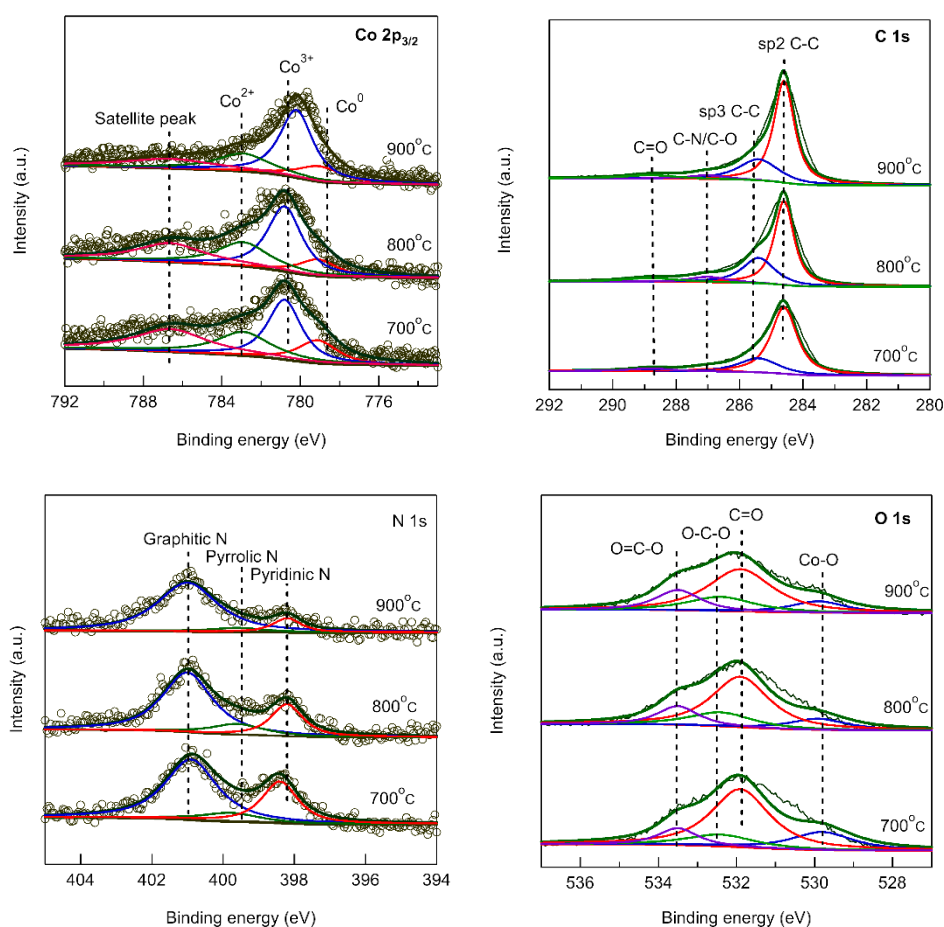 Co 2p3/2
Co3+
Co2+
Co0
Satellite peak
900°C
800°C
700°C
792 788 784 780 776
Binding energy (eV)
Intensity (a.u.)
C 1s
sp2 C-C
sp3 C-C
C-N/C-O
C=O
900°C
800°C
700°C
292 290 288 286 284 282 280
Binding energy (eV)
Intensity (a.u.)
N 1s
Graphitic N
Pyrrolic N
Pyridinic N
900°C
800°C
700°C
404 402 400 398 396 394
Binding energy (eV)
Intensity (a.u.)
O 1s
C=O
O-C-O
O=C-O
Co-O
900°C
800°C
700°C
536 534 532 530 528
Binding energy (eV)
Intensity (a.u.)